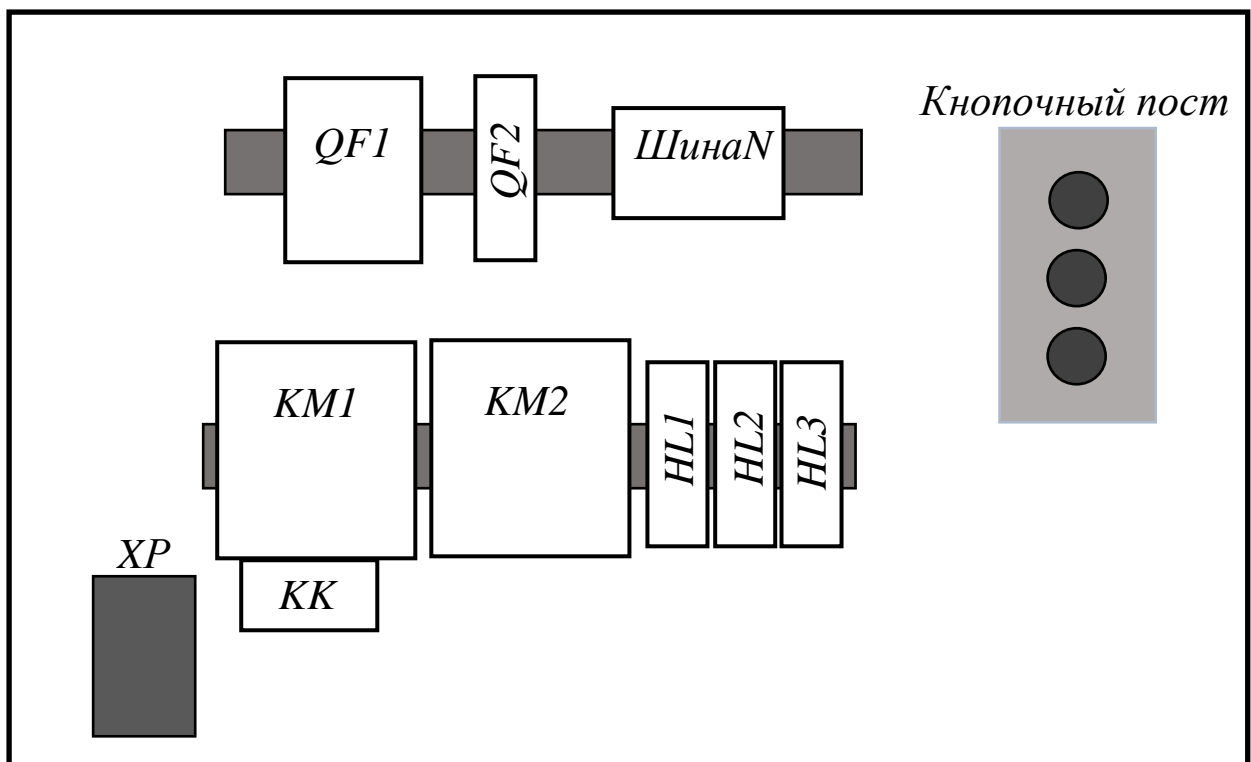 QF1
QF2
ШинаN
Кнопочный пост
KM1
KM2
HL1
HL2
HL3
XP
KK